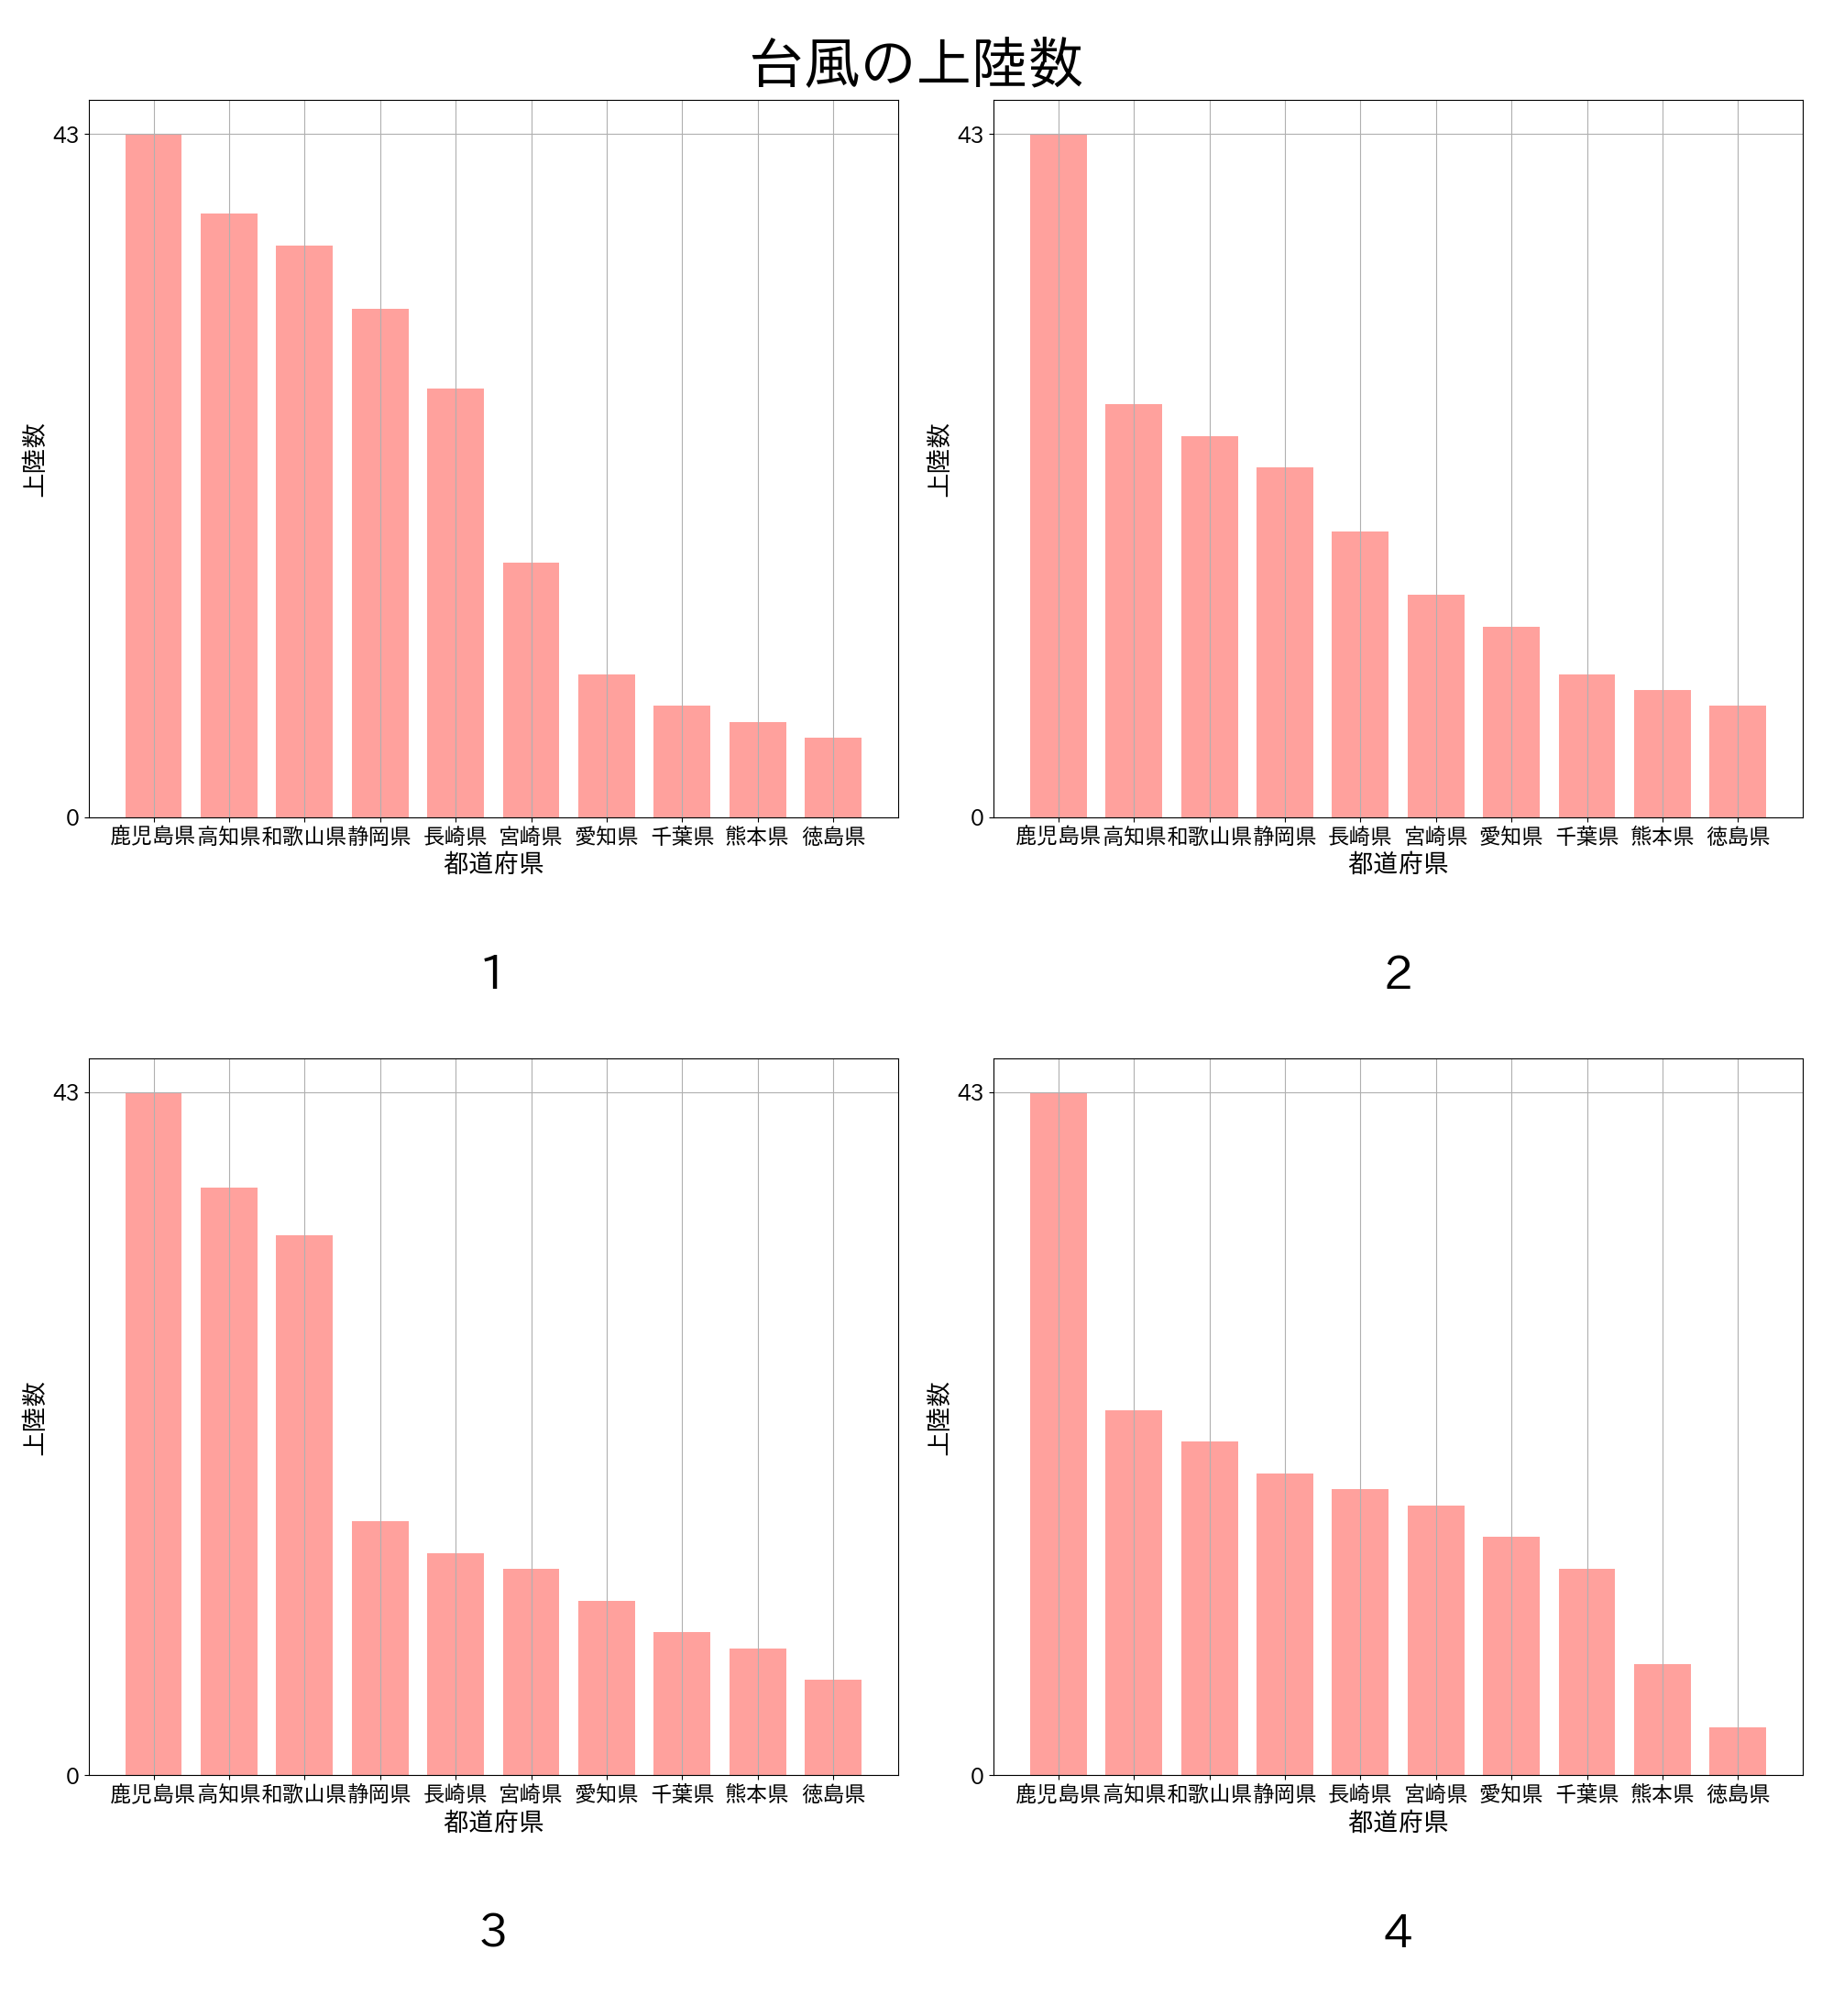 台風の上陸数
43
0
上陸数
鹿児島県 高知県 和歌山県 静岡県 長崎県 宮崎県 愛知県 千葉県 熊本県 徳島県
都道府県
1
43
0
上陸数
鹿児島県 高知県 和歌山県 静岡県 長崎県 宮崎県 愛知県 千葉県 熊本県 徳島県
都道府県
2
43
0
上陸数
鹿児島県 高知県 和歌山県 静岡県 長崎県 宮崎県 愛知県 千葉県 熊本県 徳島県
都道府県
3
43
0
上陸数
鹿児島県 高知県 和歌山県 静岡県 長崎県 宮崎県 愛知県 千葉県 熊本県 徳島県
都道府県
4